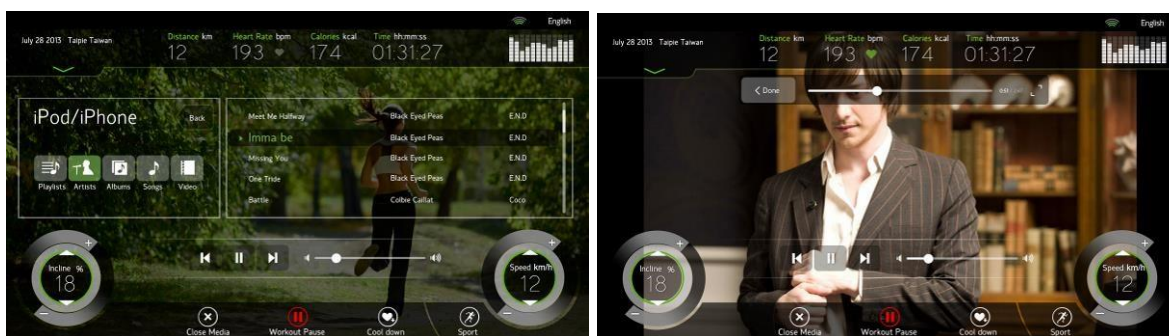 English
July 28 2013 Taipie Taiwan
Distance km Heart Rate bpm Calories kcal Time hh:mm:ss
12 193 174 01:31:27
iPod/iPhone
Back
Playlists Artists Albums Songs Video
Meet Me Halfway Black Eyed Peas E.N.D
Imma be Black Eyed Peas E.N.D
Missing You Black Eyed Peas E.N.D
One Tride Black Eyed Peas E.N.D
Battle Colbie Caillat Coco
Incline %
18
Speed km/h
12
Close Media Workout Pause Cool down Sport
English
July 28 2013 Taipie Taiwan
Distance km Heart Rate bpm Calories kcal Time hh:mm:ss
12 193 174 01:31:27
Done
Incline %
18
Speed km/h
12
Close Media Workout Pause Cool down Sport